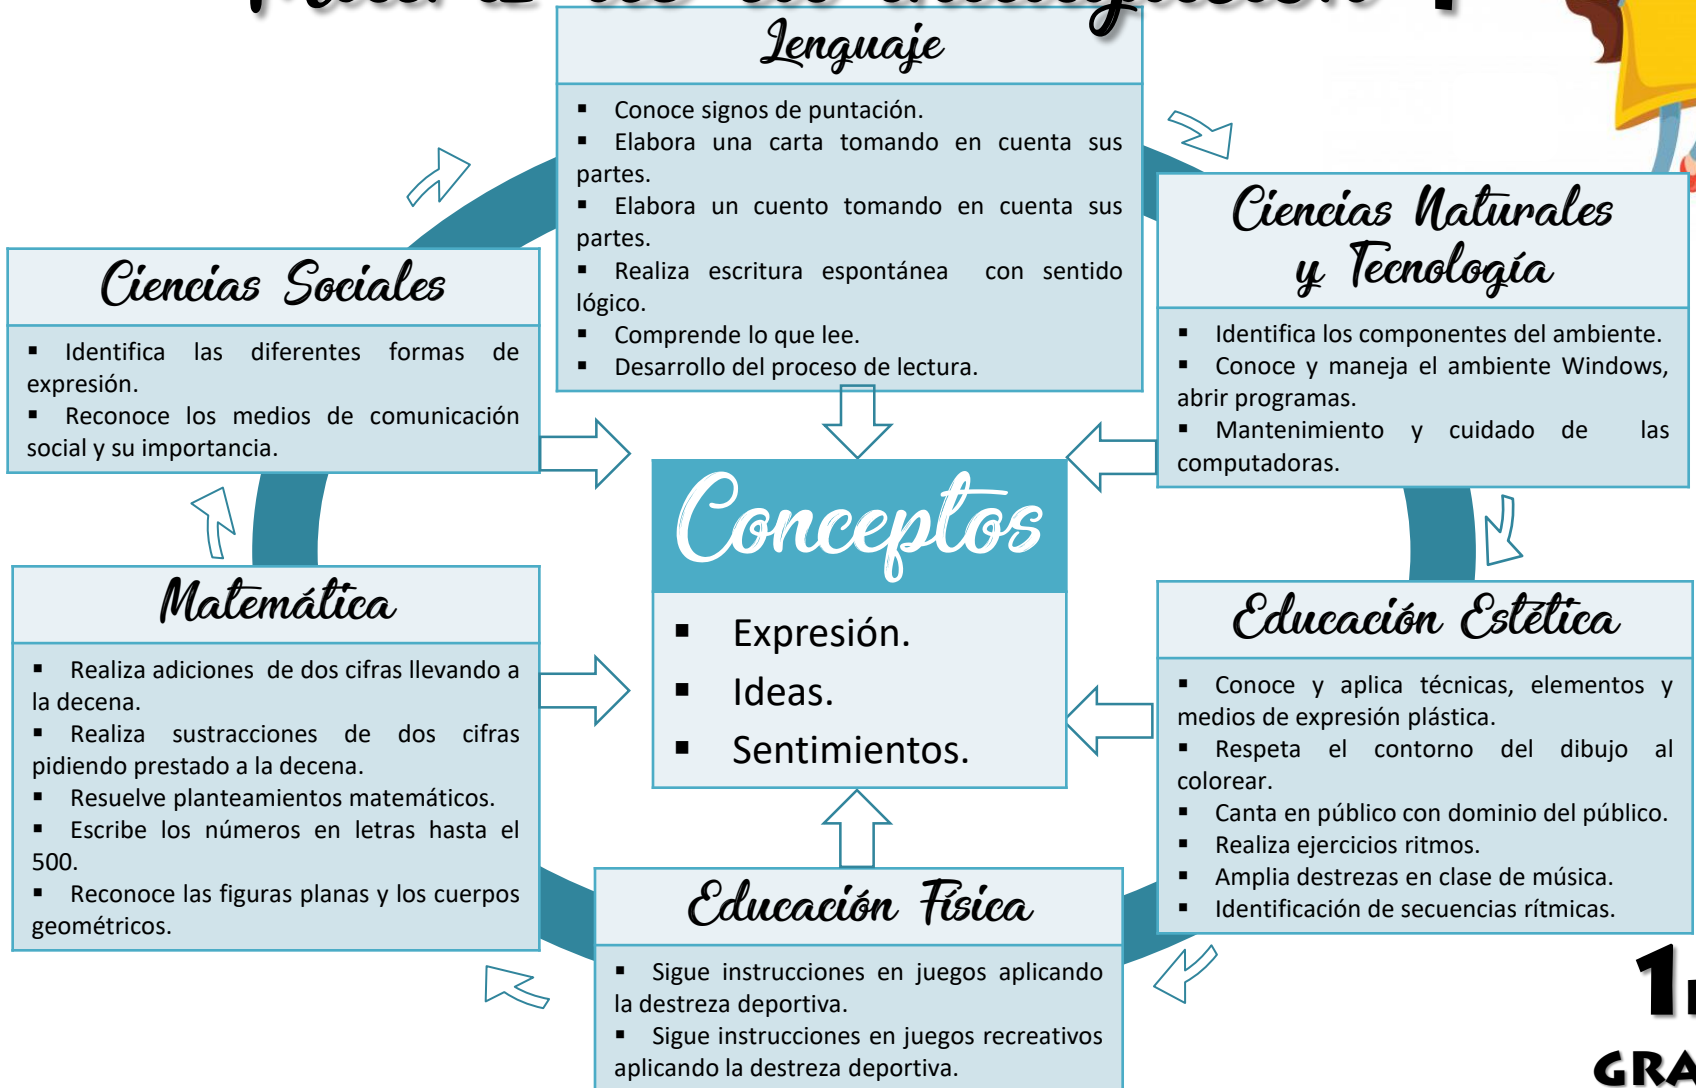 Lenguaje
▪ Conoce signos de puntación.
▪ Elabora una carta tomando en cuenta sus
partes.
▪ Elabora un cuento tomando en cuenta sus
partes.
▪ Realiza escritura espontánea con sentido
lógico.
▪ Comprende lo que lee.
▪ Desarrollo del proceso de lectura.
Ciencias Naturales
y Tecnología
▪ Identifica los componentes del ambiente.
▪ Conoce y maneja el ambiente Windows,
abrir programas.
▪ Mantenimiento y cuidado de las
computadoras.
Ciencias Sociales
▪ Identifica las diferentes formas de
expresión.
▪ Reconoce los medios de comunicación
social y su importancia.
Conceptos
▪ Expresión.
▪ Ideas.
▪ Sentimientos.
Matemática
▪ Realiza adiciones de dos cifras llevando a
la decena.
▪ Realiza sustracciones de dos cifras
pidiendo prestado a la decena.
▪ Resuelve planteamientos matemáticos.
▪ Escribe los números en letras hasta el
500.
▪ Reconoce las figuras planas y los cuerpos
geométricos.
Educación Estética
▪ Conoce y aplica técnicas, elementos y
medios de expresión plástica.
▪ Respeta el contorno del dibujo al
colorear.
▪ Canta en público con dominio del público.
▪ Realiza ejercicios ritmos.
▪ Amplia destrezas en clase de música.
▪ Identificación de secuencias rítmicas.
Educación Física
▪ Sigue instrucciones en juegos aplicando
la destreza deportiva.
▪ Sigue instrucciones en juegos recreativos
aplicando la destreza deportiva.
1
GRA